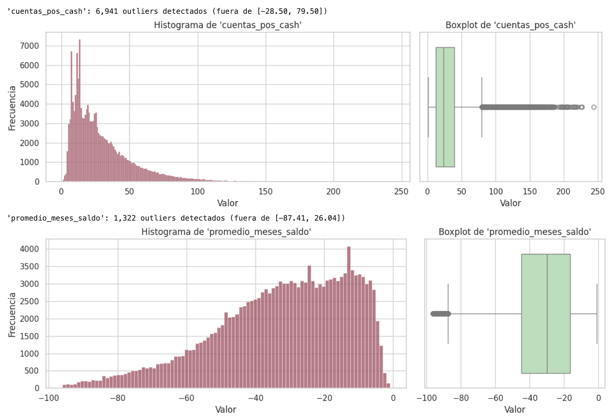 'cuentas_pos_cash': 6,941 outliers detectados (fuera de [-28.50, 79.50])
Histograma de 'cuentas_pos_cash'
Boxplot de 'cuentas_pos_cash'
7000
6000
5000
4000
3000
2000
1000
0
Frecuencia
0 50 100 150 200 250
Valor
0 50 100 150 200 250
Valor
'promedio_meses_saldo': 1,322 outliers detectados (fuera de [-87.41, 26.04])
Histograma de 'promedio_meses_saldo'
Boxplot de 'promedio_meses_saldo'
4000
3500
3000
2500
2000
1500
1000
500
0
Frecuencia
−100 −80 −60 −40 −20 0
Valor
−100 −80 −60 −40 −20 0
Valor